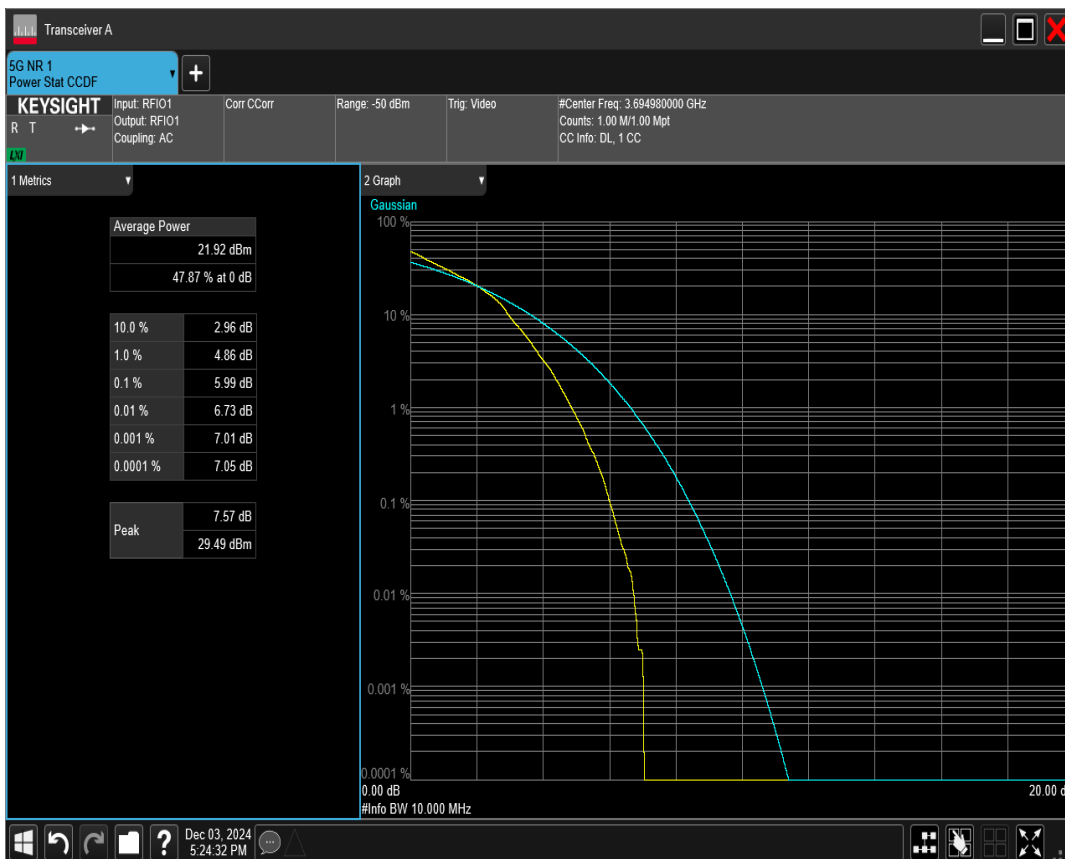 Transceiver A
5G NR 1
Power Stat CCDF
+
KEYSIGHT
R T
LXI
Input: RFIO1
Output: RFIO1
Coupling: AC
Corr CCorr
Range: -50 dBm
Trig: Video
#Center Freq: 3.694980000 GHz
Counts: 1.00 M/1.00 Mpt
CC Info: DL, 1 CC
1 Metrics
Average Power
21.92 dBm
47.87 % at 0 dB
10.0 % 2.96 dB
1.0 % 4.86 dB
0.1 % 5.99 dB
0.01 % 6.73 dB
0.001 % 7.01 dB
0.0001 % 7.05 dB
Peak
7.57 dB
29.49 dBm
2 Graph
Gaussian
100 %
10 %
1 %
0.1 %
0.01 %
0.001 %
0.0001 %
0.00 dB
20.00 d
#Info BW 10.000 MHz
?
Dec 03, 2024
5:24:32 PM